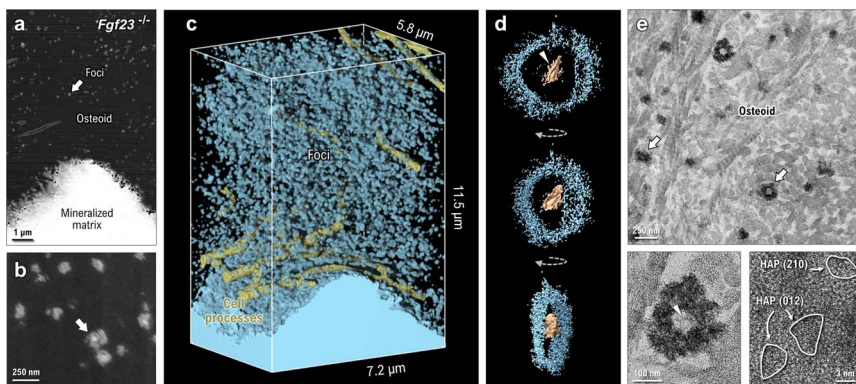 a
Fgf23 -/-
Foci
Osteoid
Mineralized
matrix
1 µm
b
250 nm
c
5.8 µm
Foci
11.5 µm
Cell
processes
7.2 µm
d
e
Osteoid
250 nm
100 nm
HAP (210)
HAP (012)
3 nm